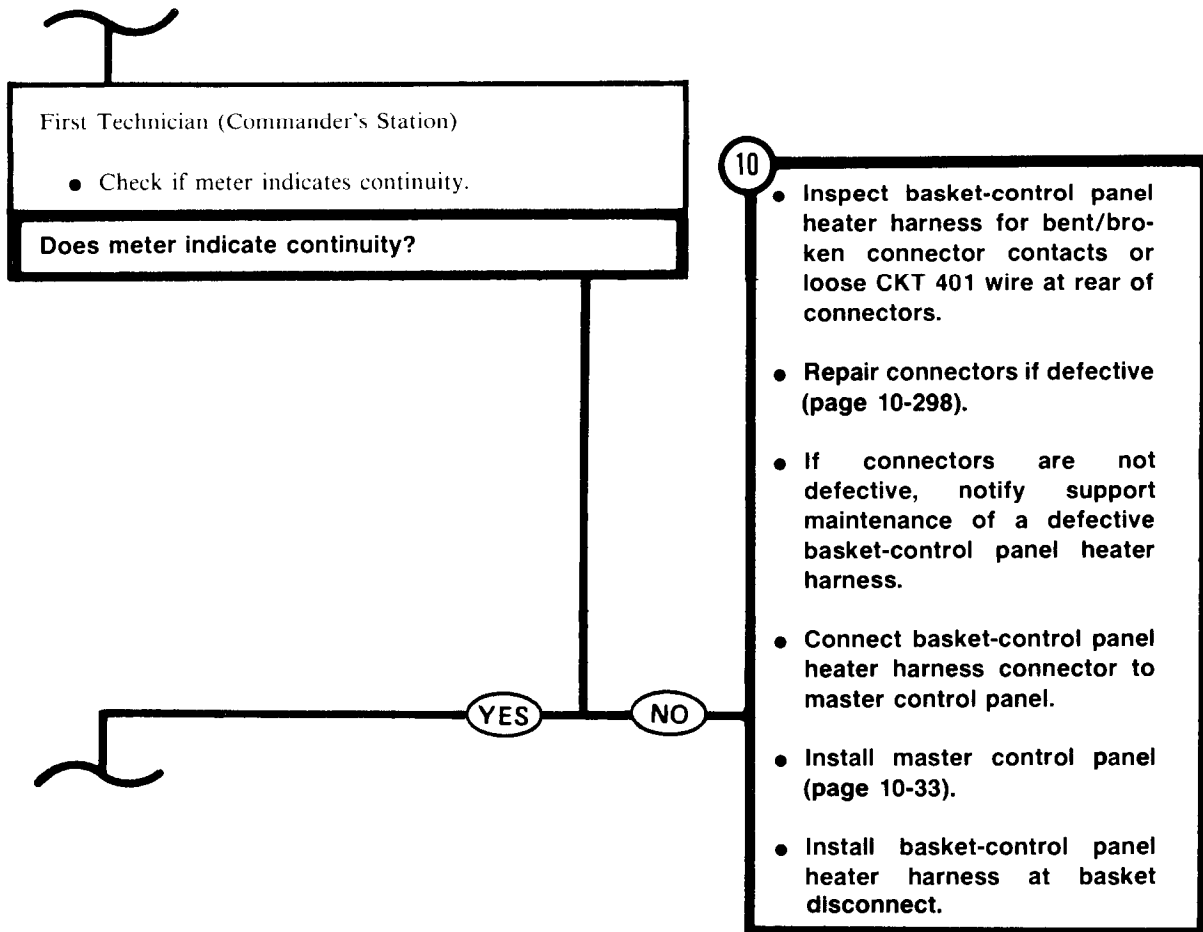 First Technician (Commander's Station)
● Check if meter indicates continuity.
Does meter indicate continuity?
YES
NO
10
● Inspect basket-control panel
heater harness for bent/bro-
ken connector contacts or
loose CKT 401 wire at rear of
connectors.
● Repair connectors if defective
(page 10-298).
● If connectors are not
defective, notify support
maintenance of a defective
basket-control panel heater
harness.
● Connect basket-control panel
heater harness connector to
master control panel.
● Install master control panel
(page 10-33).
● Install basket-control panel
heater harness at basket
disconnect.